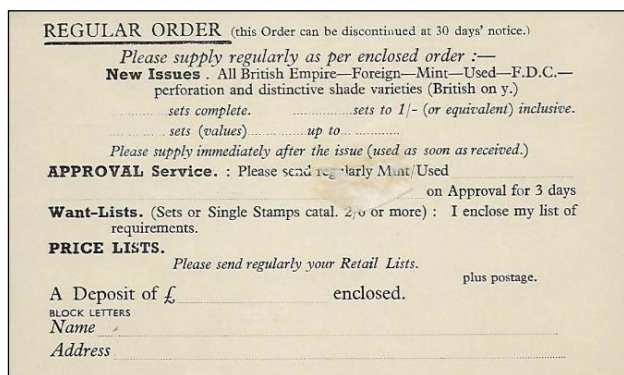 REGULAR ORDER (this Order can be discontinued at 30 days' notice.)
Please supply regularly as per enclosed order :—
New Issues . All British Empire—Foreign—Mint—Used—F.D.C.—
perforation and distinctive shade varieties (British on y.)
sets complete. sets to 1/- (or equivalent) inclusive.
sets (values) up to
Please supply immediately after the issue (used as soon as received.)
APPROVAL Service. : Please send regularly Mint/Used
on Approval for 3 days
Want-Lists. (Sets or Single Stamps catal. 2/6 or more) : I enclose my list of
requirements.
PRICE LISTS.
Please send regularly your Retail Lists.
plus postage.
A Deposit of £ enclosed.
BLOCK LETTERS
Name
Address